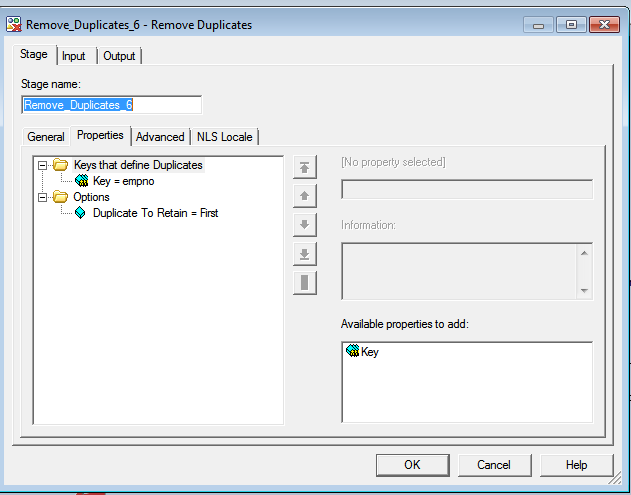 Remove_Duplicates_6 - Remove Duplicates
Stage Input Output
Stage name:
Remove_Duplicates_6
General Properties Advanced NLS Locale
Keys that define Duplicates
Key = empno
Options
Duplicate To Retain = First
[No property selected]
Information:
Available properties to add:
Key
OK Cancel Help